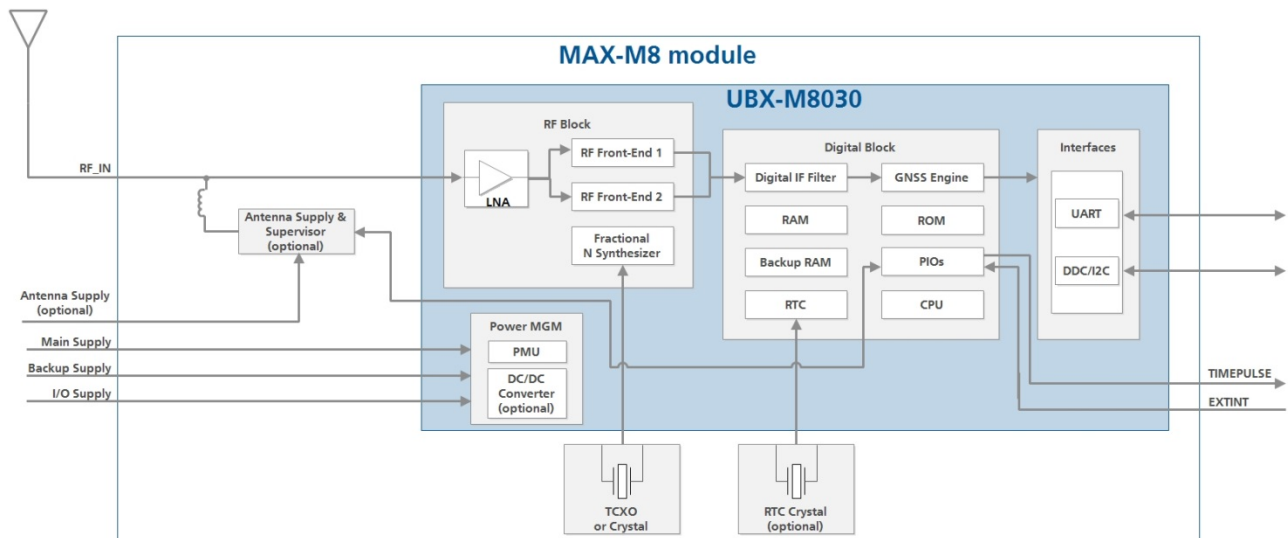 MAX-M8 module
UBX-M8030
RF Block
RF Front-End 1
RF Front-End 2
LNA
Fractional
N Synthesizer
Digital Block
Digital IF Filter
GNSS Engine
RAM
ROM
Backup RAM
PIOs
RTC
CPU
Interfaces
UART
DDC/I2C
RF_IN
Antenna Supply &
Supervisor
(optional)
Antenna Supply
(optional)
Main Supply
Backup Supply
I/O Supply
Power MGM
PMU
DC/DC
Converter
(optional)
TIMEPULSE
EXTINT
TCXO
or Crystal
RTC Crystal
(optional)